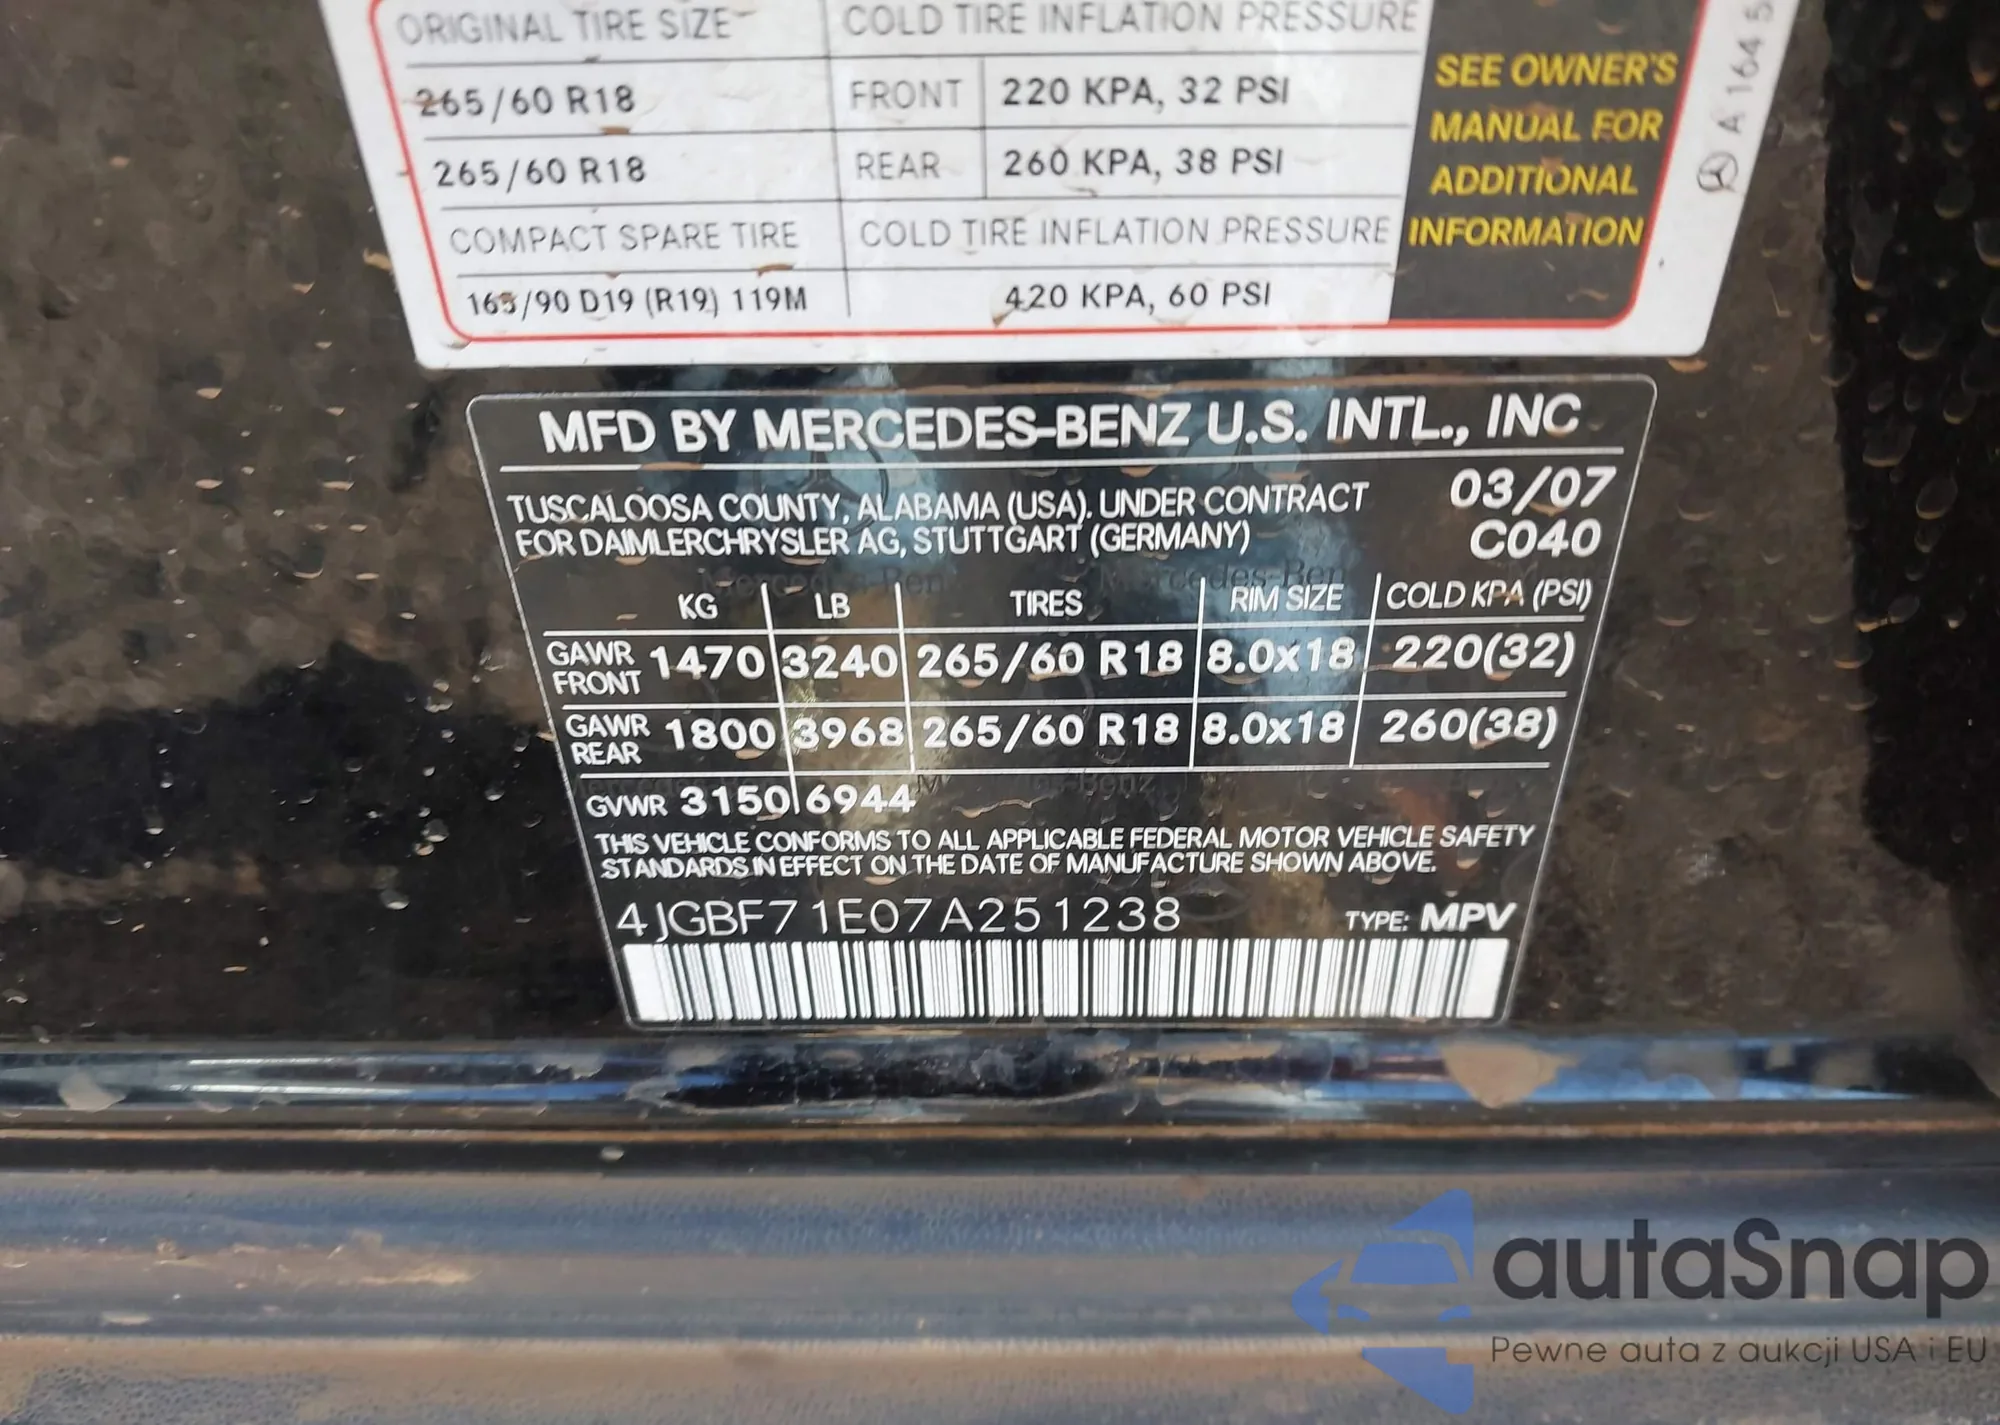 ORIGINAL TIRE SIZE COLD TIRE INFLATION PRESSURE
265/60 R18 FRONT 220 KPA, 32 PSI
265/60 R18 REAR 260 KPA, 38 PSI
COMPACT SPARE TIRE COLD TIRE INFLATION PRESSURE
165/90 D19 (R19) 119M 420 KPA, 60 PSI
SEE OWNER'S
MANUAL FOR
ADDITIONAL
INFORMATION
A 164 5
MFD BY MERCEDES-BENZ U.S. INTL., INC
TUSCALOOSA COUNTY, ALABAMA (USA). UNDER CONTRACT 03/07
FOR DAIMLERCHRYSLER AG, STUTTGART (GERMANY) C040
KG LB TIRES RIM SIZE COLD KPA (PSI)
GAWR FRONT 1470 3240 265/60 R18 8.0x18 220(32)
GAWR REAR 1800 3968 265/60 R18 8.0x18 260(38)
GVWR 3150 6944
THIS VEHICLE CONFORMS TO ALL APPLICABLE FEDERAL MOTOR VEHICLE SAFETY
STANDARDS IN EFFECT ON THE DATE OF MANUFACTURE SHOWN ABOVE.
4JGBF71E07A251238 TYPE: MPV
autaSnap
Pewne auta z aukcji USA i EU